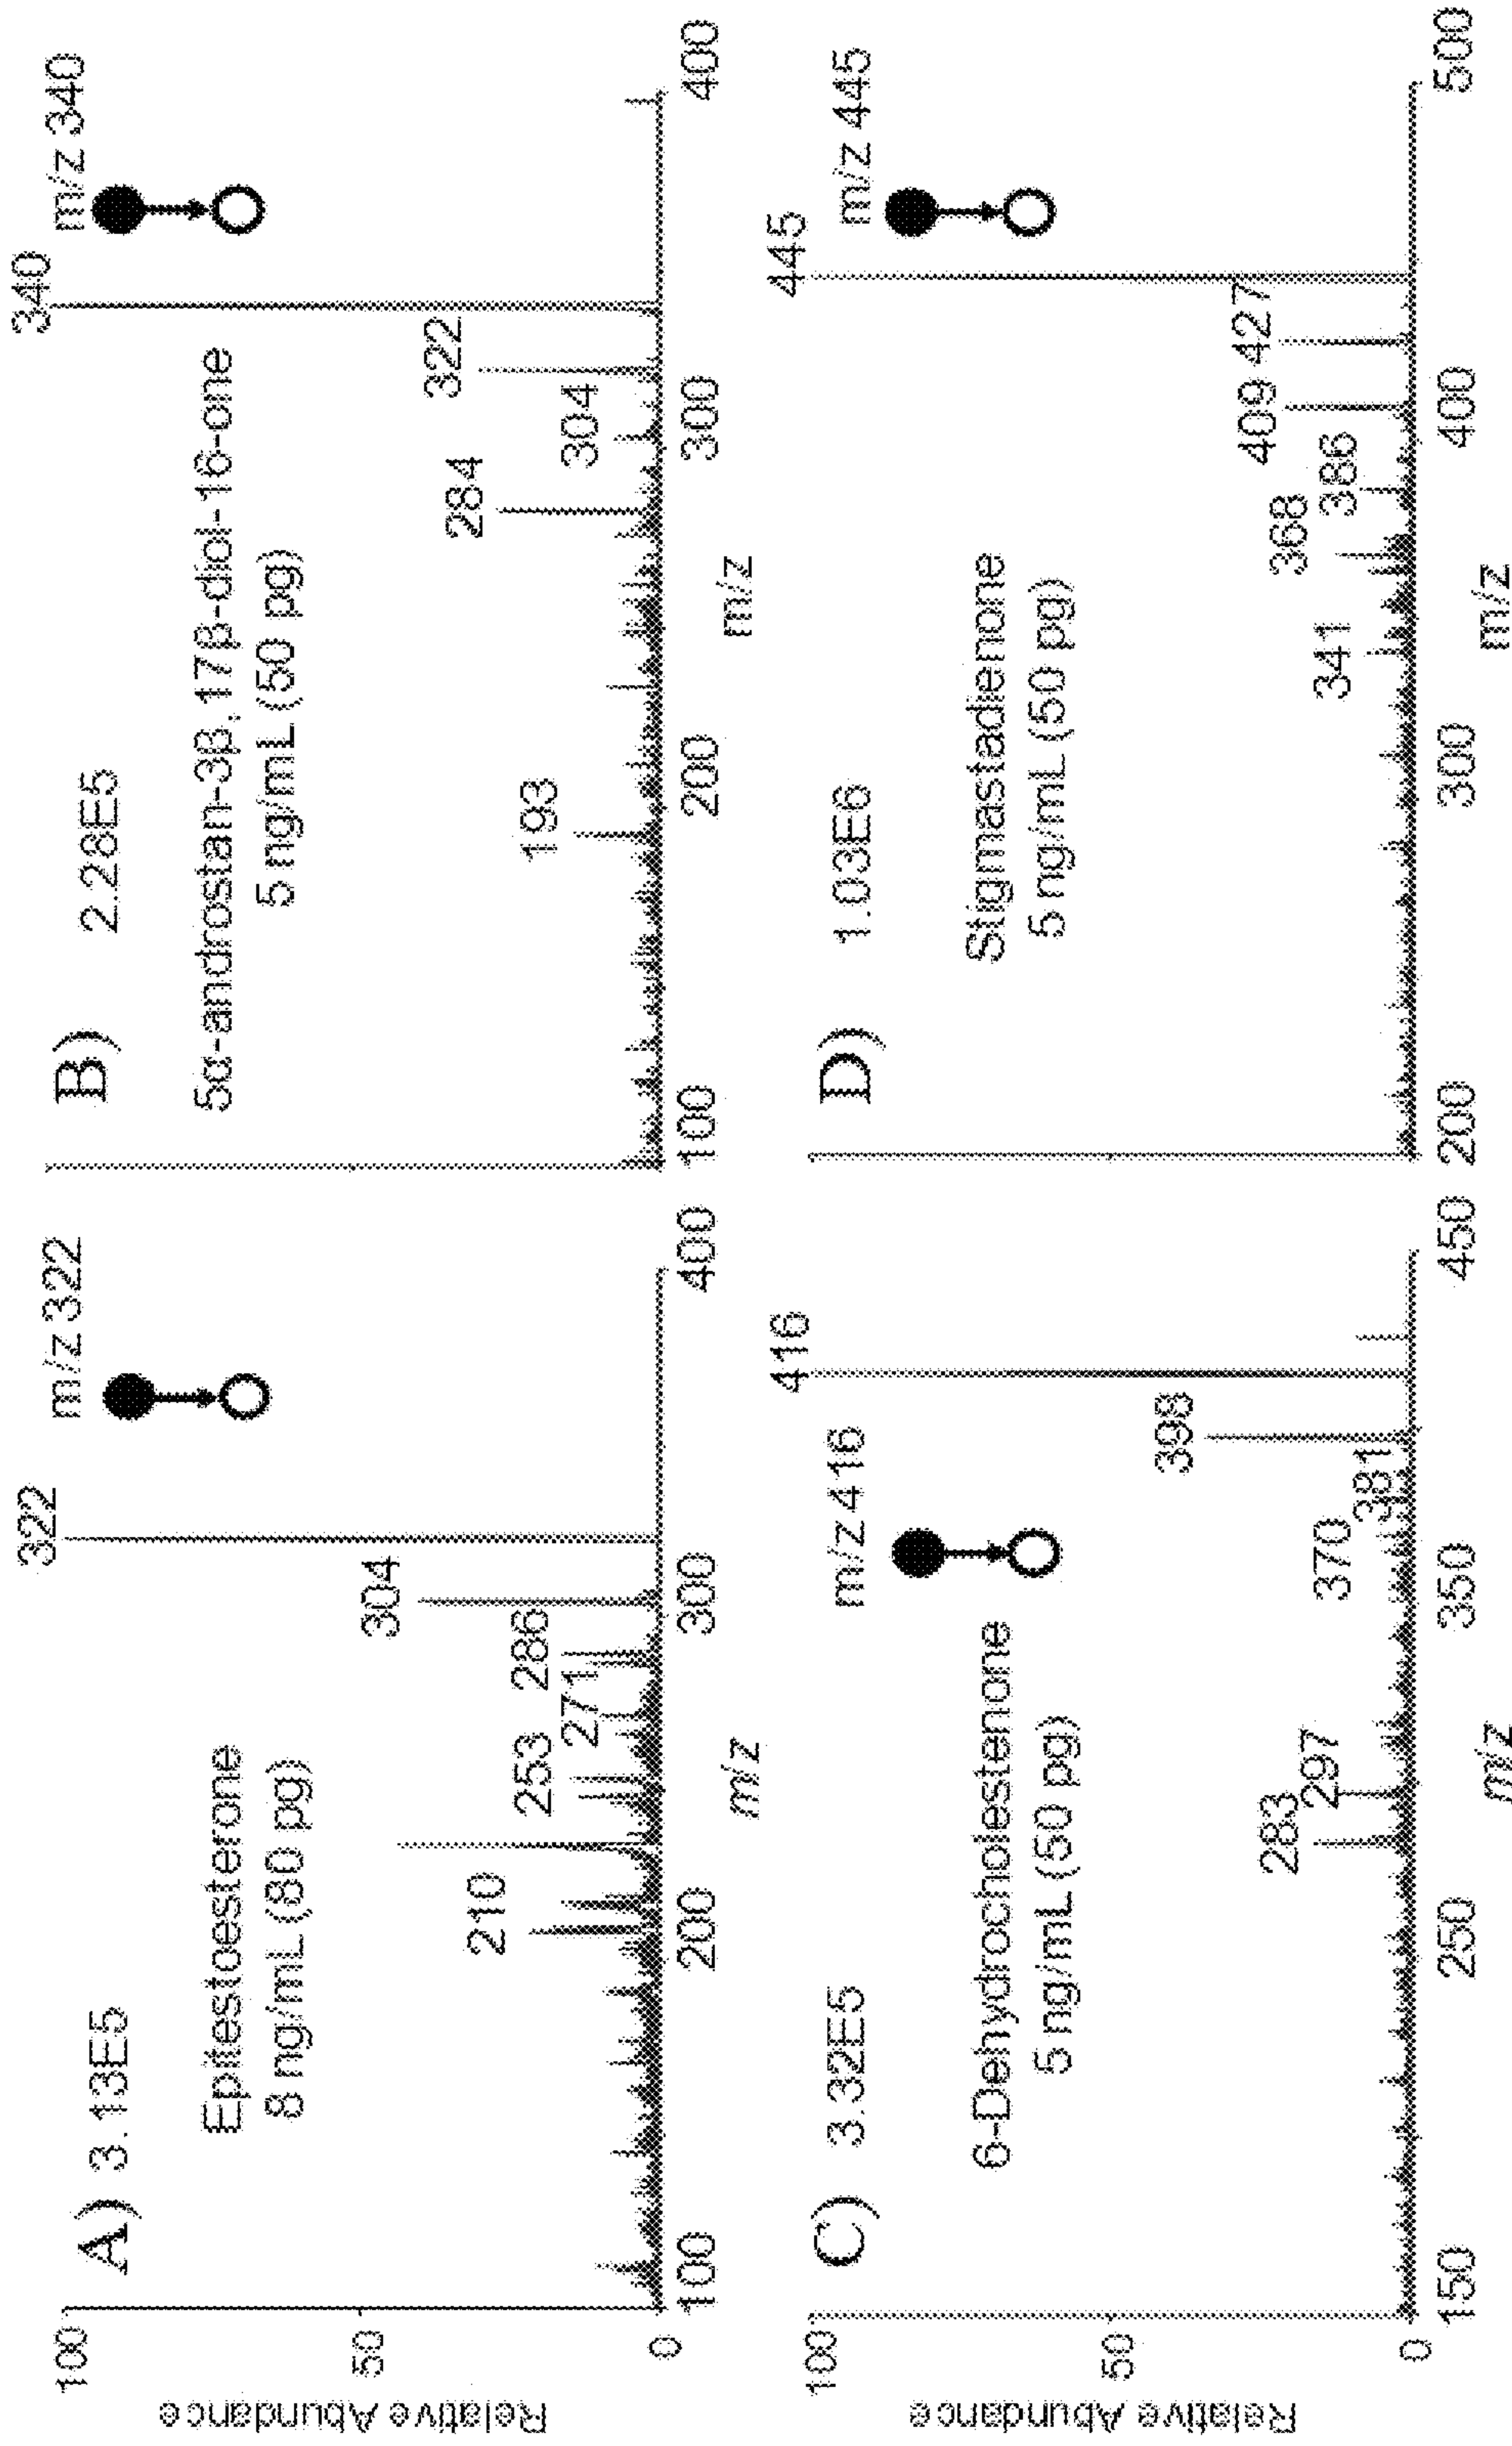 A) 3.13E5
m/z 322
Epitestoesterone
8 ng/mL (80 pg)
322
304
286
271
253
210
100
50
0
Relative Abundance
100
200
300
400
m/z
B) 2.28E5
m/z 340
5α-androstan-3β,17β-diol-16-one
5 ng/mL (50 pg)
340
322
304
284
193
100
200
300
400
m/z
C) 3.32E5
m/z 416
6-Dehydrocholestenone
5 ng/mL (50 pg)
416
398
381
370
297
283
100
50
0
Relative Abundance
150
250
350
450
m/z
D) 1.03E6
m/z 445
Stigmastadienone
5 ng/mL (50 pg)
445
427
409
386
368
341
200
300
400
500
m/z